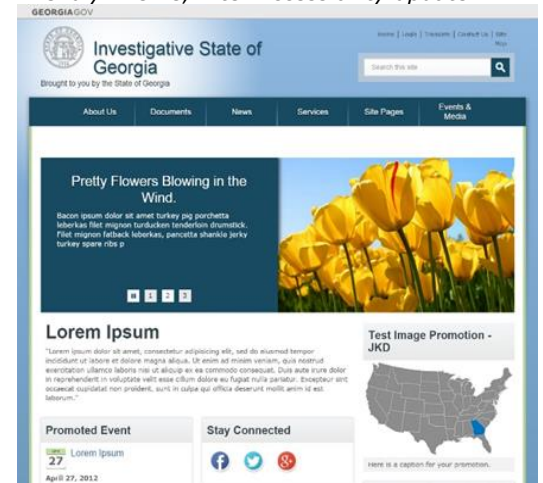 GEORGIAGOV
Investigative State of
Georgia
Brought to you by the State of Georgia
Home | Login | Translate | Contact Us | Site
Map
Search this site
About Us
Documents
News
Services
Site Pages
Events &
Media
Pretty Flowers Blowing in the
Wind.
Bacon ipsum dolor sit amet turkey pig porchetta
leberkas filet mignon turducken tenderloin drumstick.
Filet mignon fatback leberkas, pancetta shankle jerky
turkey spare ribs p
1 2 3
Lorem Ipsum
"Lorem ipsum dolor sit amet, consectetur adipisicing elit, sed do eiusmod tempor
incididunt ut labore et dolore magna aliqua. Ut enim ad minim veniam, quis nostrud
exercitation ullamco laboris nisi ut aliquip ex ea commodo consequat. Duis aute irure dolor
in reprehenderit in voluptate velit esse cillum dolore eu fugiat nulla pariatur. Excepteur sint
occaecat cupidatat non proident, sunt in culpa qui officia deserunt mollit anim id est
laborum."
Test Image Promotion -
JKD
Here is a caption for your promotion.
Promoted Event
27
Lorem Ipsum
April 27, 2012
Stay Connected